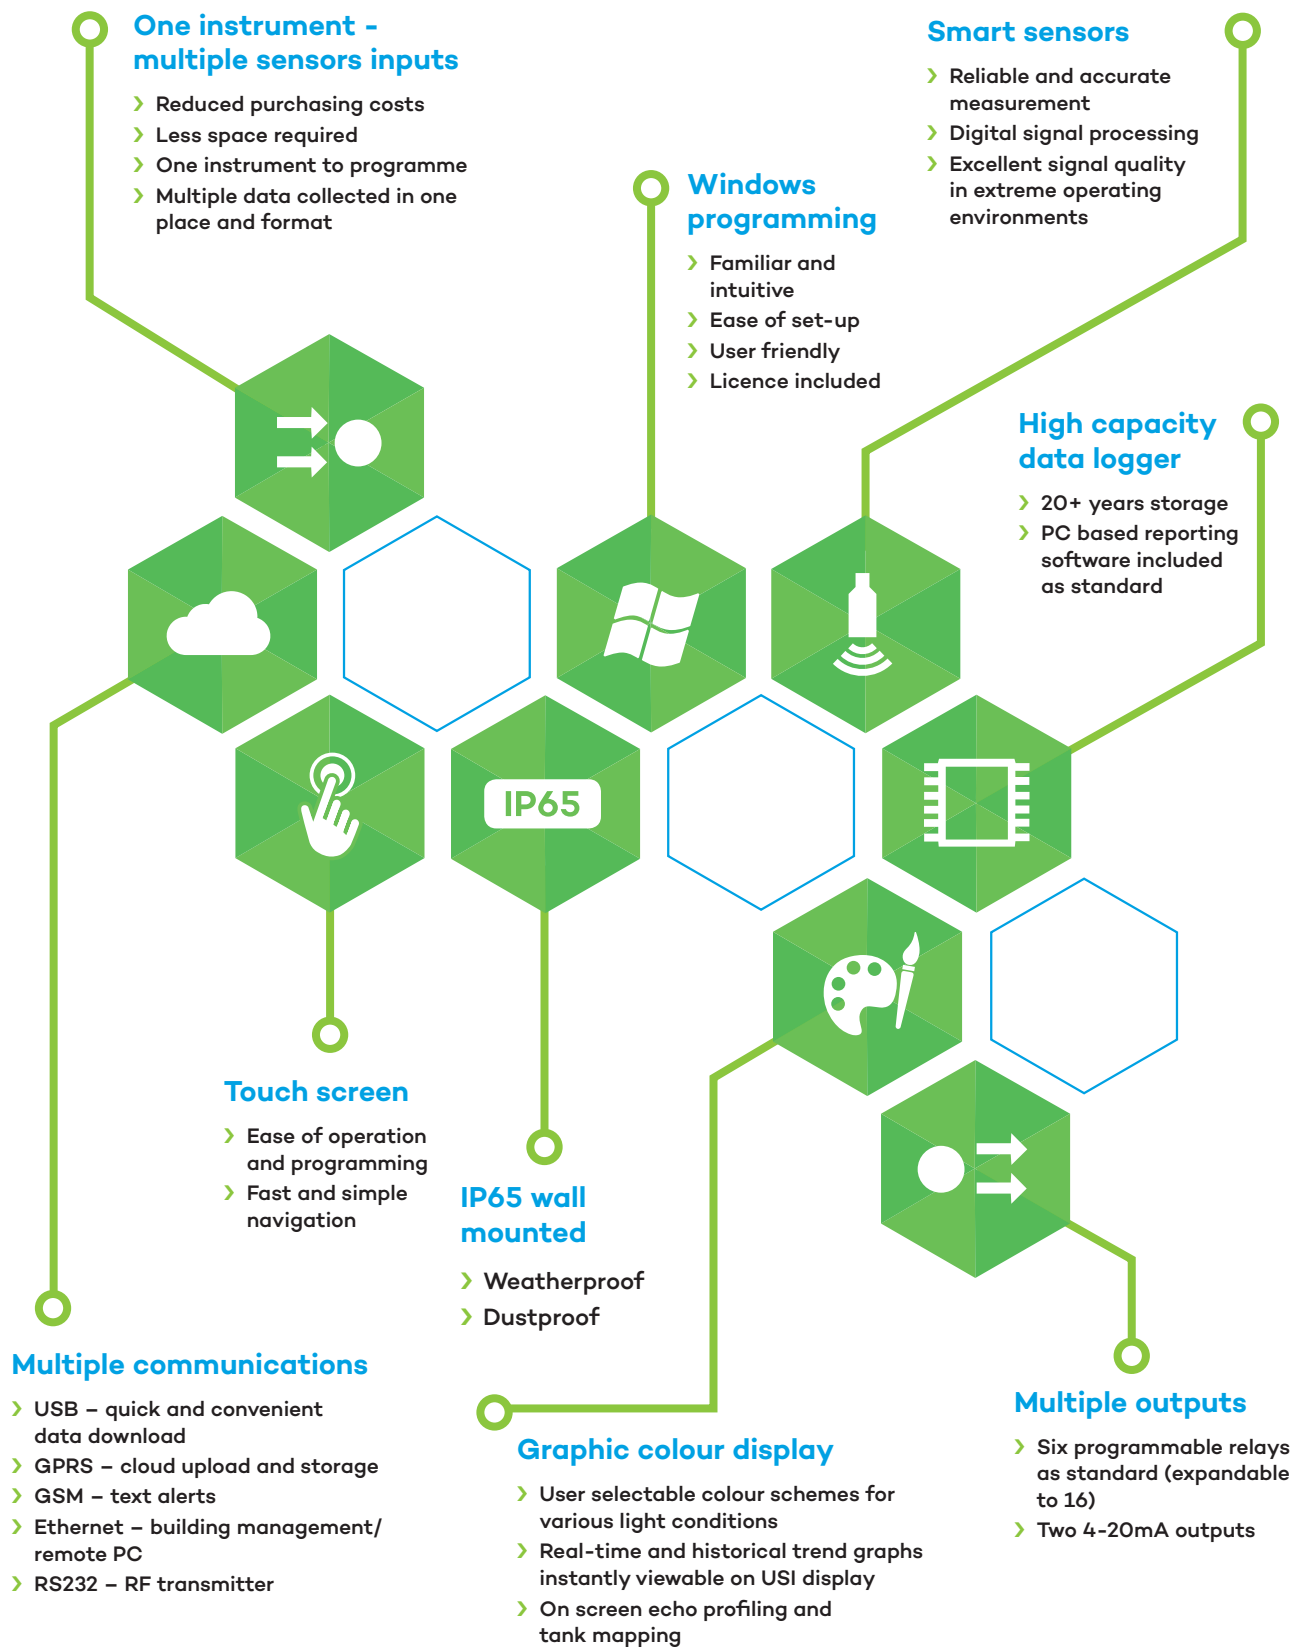 One instrument -
multiple sensors inputs
› Reduced purchasing costs
› Less space required
› One instrument to programme
› Multiple data collected in one
place and format
Smart sensors
› Reliable and accurate
measurement
› Digital signal processing
› Excellent signal quality
in extreme operating
environments
Windows
programming
› Familiar and
intuitive
› Ease of set-up
› User friendly
› Licence included
High capacity
data logger
› 20+ years storage
› PC based reporting
software included
as standard
IP65
Touch screen
› Ease of operation
and programming
› Fast and simple
navigation
IP65 wall
mounted
› Weatherproof
› Dustproof
Multiple communications
› USB – quick and convenient
data download
› GPRS – cloud upload and storage
› GSM – text alerts
› Ethernet – building management/
remote PC
› RS232 – RF transmitter
Graphic colour display
› User selectable colour schemes for
various light conditions
› Real-time and historical trend graphs
instantly viewable on USI display
› On screen echo profiling and
tank mapping
Multiple outputs
› Six programmable relays
as standard (expandable
to 16)
› Two 4-20mA outputs